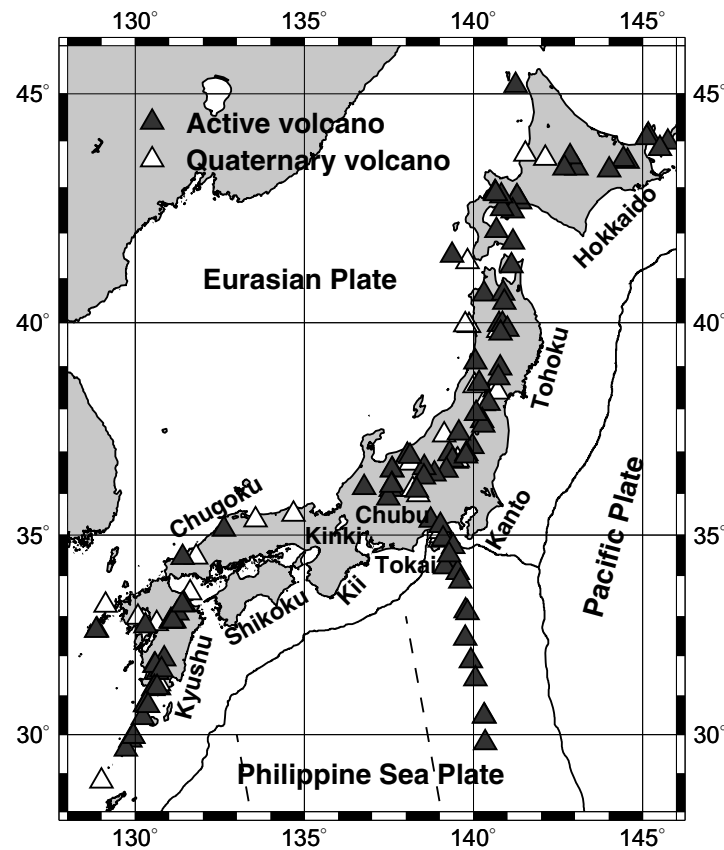 130° 140° 145°
45° 45°
Active volcano
Quaternary volcano
Hokkaido
Eurasian Plate
40° 40°
Tohoku
Chugoku
Chubu
Kanto
Pacific Plate
35° 35°
Kinki
Tokai
Kii
Shikoku
Kyushu
30° 30°
Philippine Sea Plate
130° 135° 140° 145°